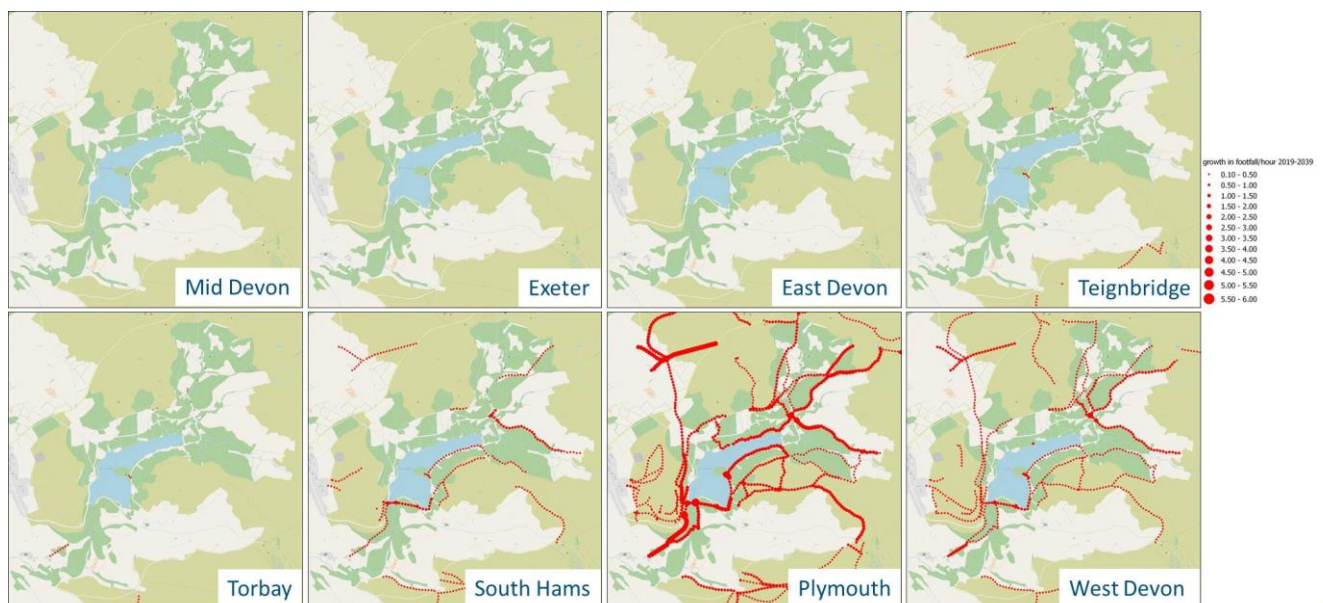 Mid Devon
Exeter
East Devon
Teignbridge
growth in footfall/hour 2019-2039
0.10 - 0.50
0.50 - 1.00
1.00 - 1.50
1.50 - 2.00
2.00 - 2.50
2.50 - 3.00
3.00 - 3.50
3.50 - 4.00
4.00 - 4.50
4.50 - 5.00
5.00 - 5.50
5.50 - 6.00
Torbay
South Hams
Plymouth
West Devon